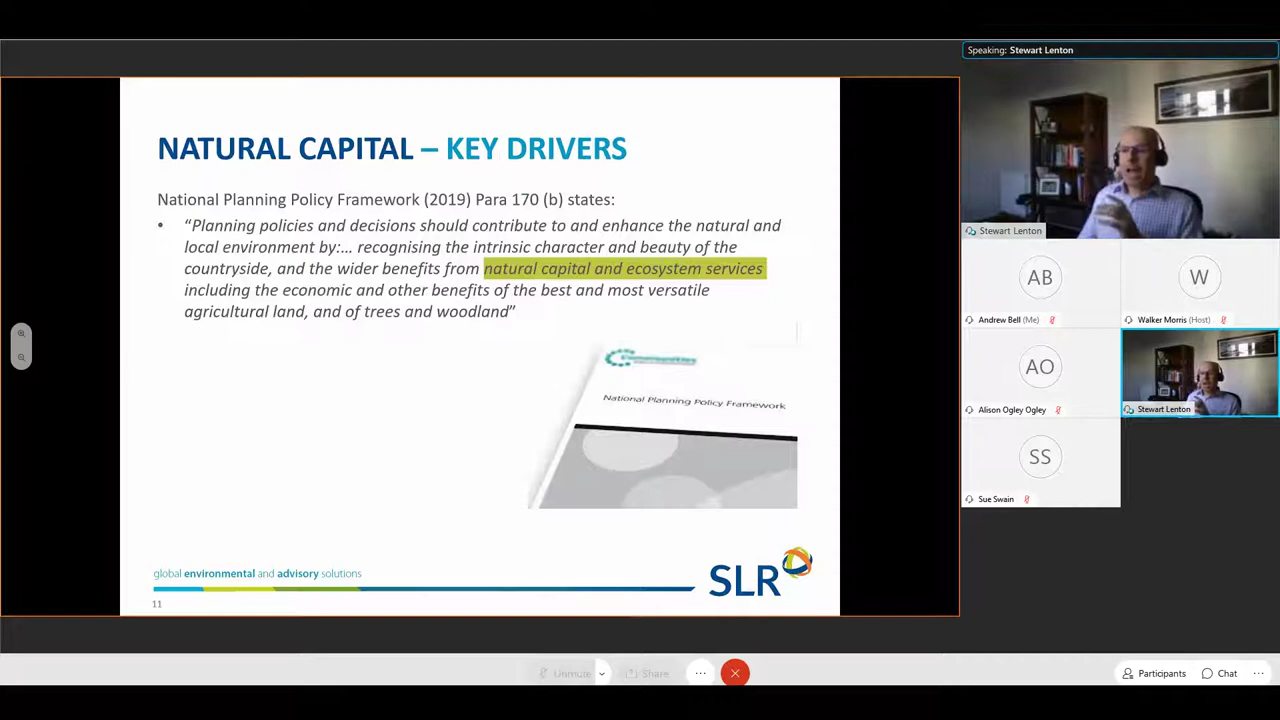 Speaking: Stewart Lenton
NATURAL CAPITAL – KEY DRIVERS
National Planning Policy Framework (2019) Para 170 (b) states:
• “Planning policies and decisions should contribute to and enhance the natural and
local environment by:... recognising the intrinsic character and beauty of the
countryside, and the wider benefits from natural capital and ecosystem services
including the economic and other benefits of the best and most versatile
agricultural land, and of trees and woodland”
Communities
National Planning Policy Framework
global environmental and advisory solutions
SLR
11
Stewart Lenton
AB
Andrew Bell (Me)
W
Walker Morris (Host)
AO
Alison Ogley Ogley
Stewart Lenton
SS
Sue Swain
Unmute
Share
Participants
Chat